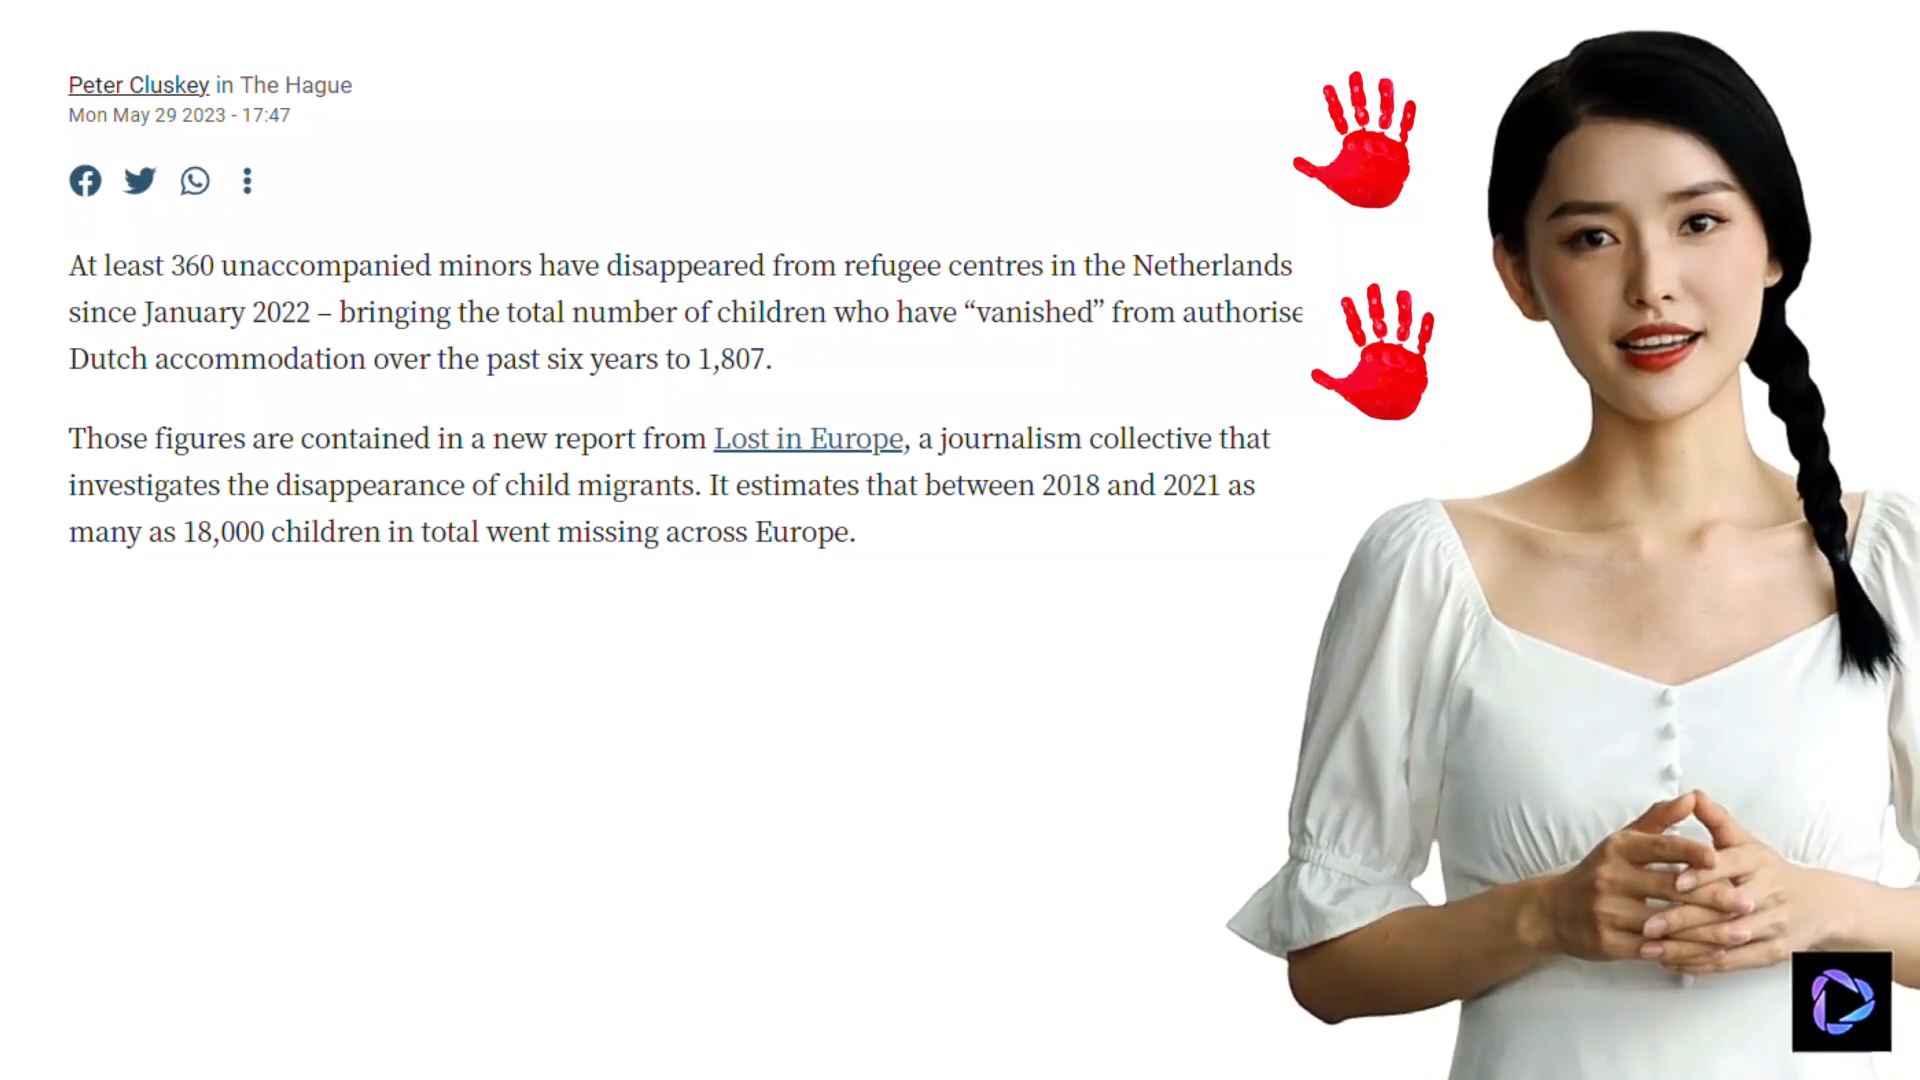 Peter Cluskey in The Hague
Mon May 29 2023 - 17:47
At least 360 unaccompanied minors have disappeared from refugee centres in the Netherlands
since January 2022 – bringing the total number of children who have “vanished” from authorise
Dutch accommodation over the past six years to 1,807.
Those figures are contained in a new report from Lost in Europe, a journalism collective that
investigates the disappearance of child migrants. It estimates that between 2018 and 2021 as
many as 18,000 children in total went missing across Europe.